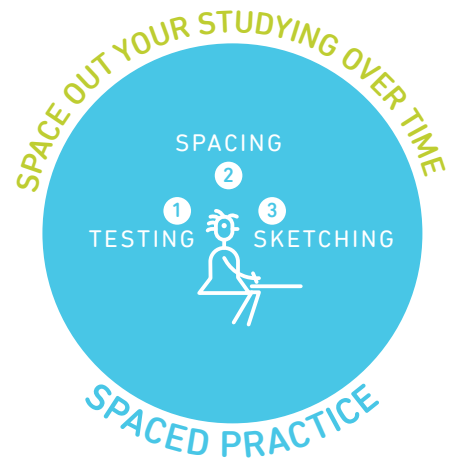 SPACE OUT YOUR STUDYING OVER TIME
SPACING
2
1
3
TESTING
SKETCHING
SPACED PRACTICE